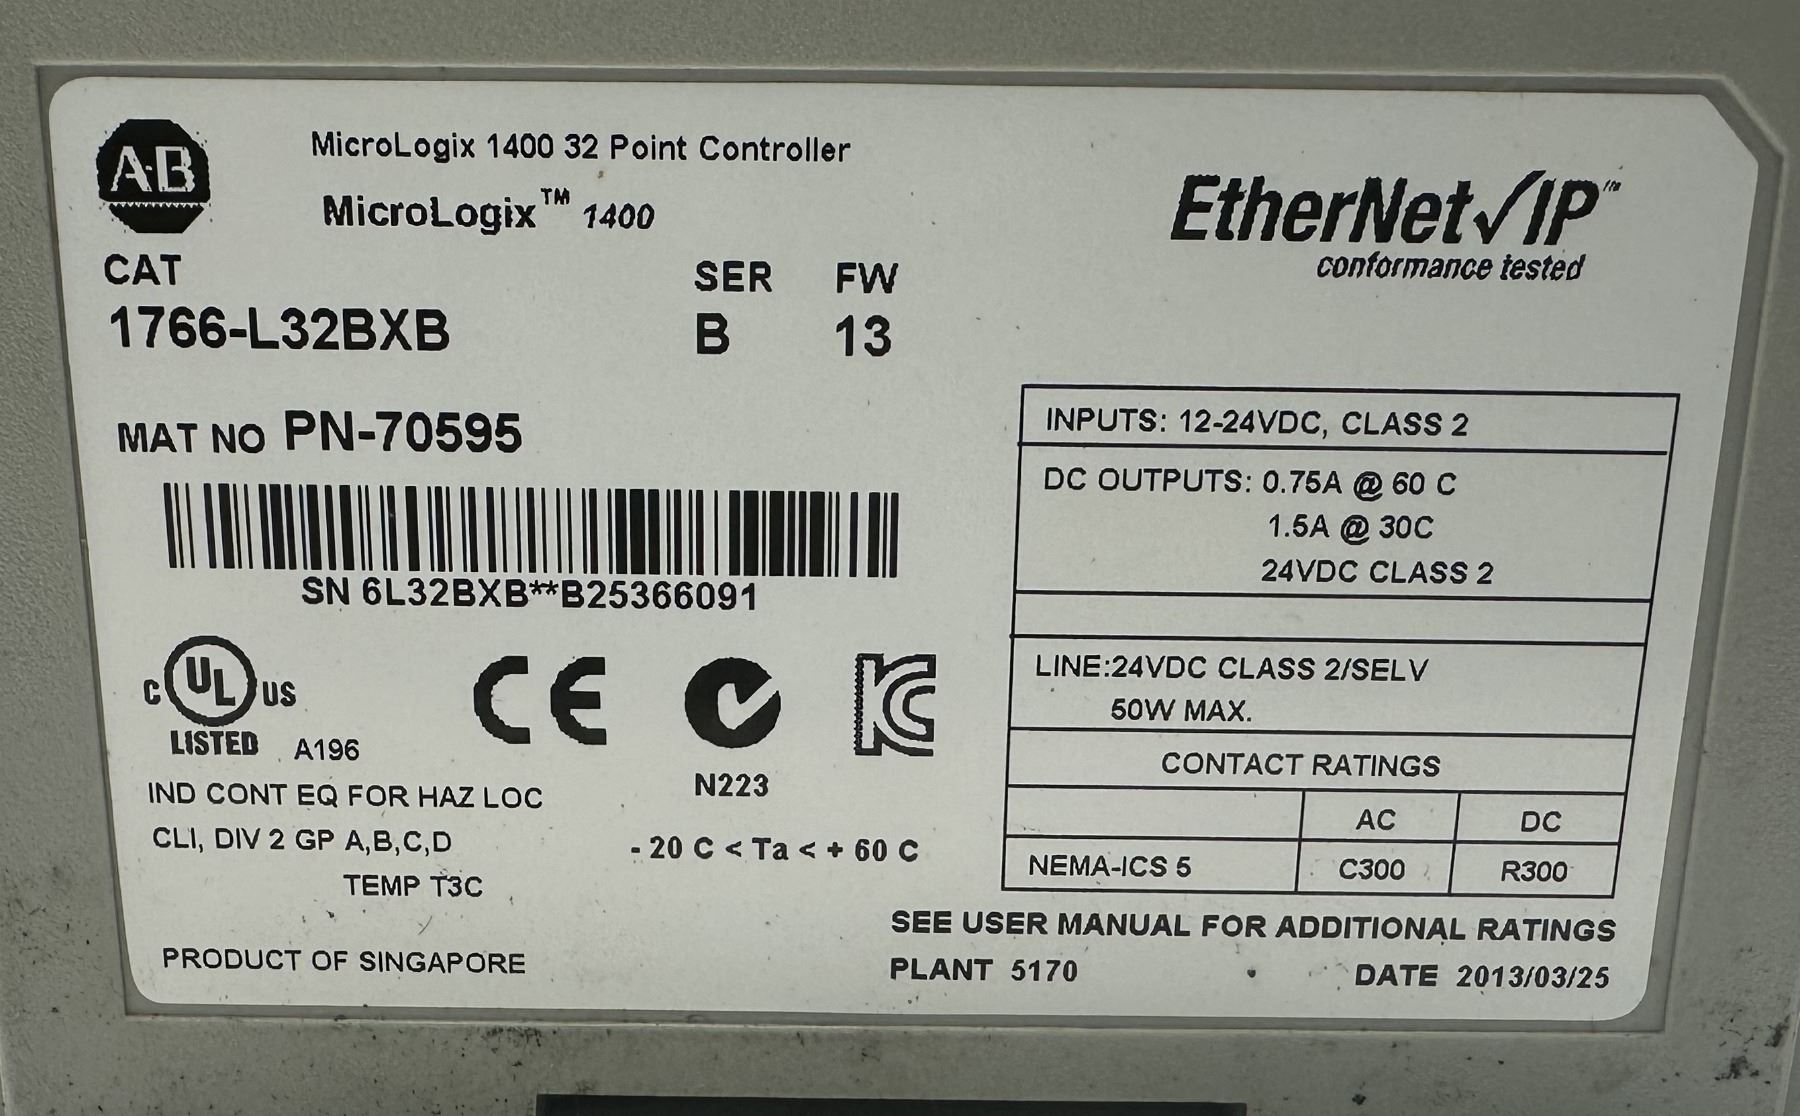 A·B
MicroLogix 1400 32 Point Controller
MicroLogix™ 1400
EtherNet/IP™
conformance tested
CAT SER FW
1766-L32BXB B 13
MAT NO PN-70595
SN 6L32BXB**B25366091
INPUTS: 12-24VDC, CLASS 2
DC OUTPUTS: 0.75A @ 60 C
1.5A @ 30C
24VDC CLASS 2
LINE:24VDC CLASS 2/SELV
50W MAX.
CONTACT RATINGS
AC DC
NEMA-ICS 5 C300 R300
C UL US
LISTED A196
CE
N223
KC
IND CONT EQ FOR HAZ LOC
CLI, DIV 2 GP A,B,C,D
TEMP T3C
- 20 C < Ta < + 60 C
SEE USER MANUAL FOR ADDITIONAL RATINGS
PRODUCT OF SINGAPORE
PLANT 5170 DATE 2013/03/25